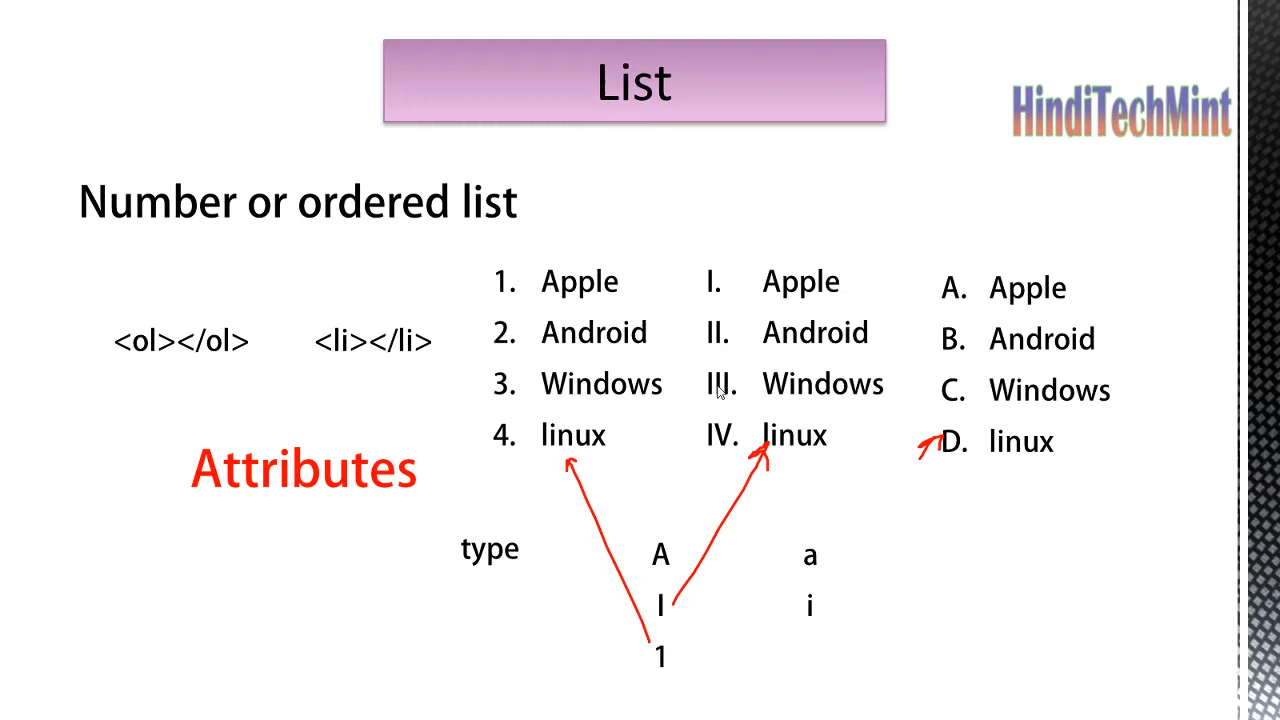 List
HindiTechMint
Number or ordered list
<ol></ol> <li></li>
1. Apple
2. Android
3. Windows
4. linux
I. Apple
II. Android
III. Windows
IV. linux
A. Apple
B. Android
C. Windows
D. linux
Attributes
type
A a
I i
1